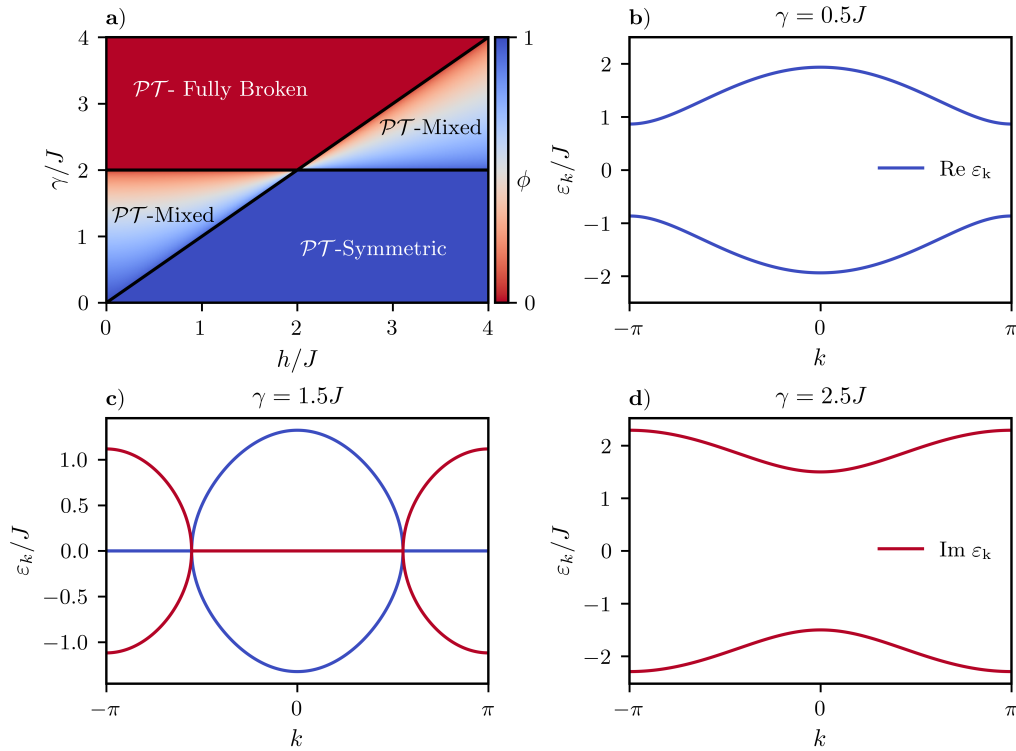 a)
4
3
2
1
0
γ/J
𝒫𝒯- Fully Broken
𝒫𝒯-Mixed
𝒫𝒯-Mixed
𝒫𝒯-Symmetric
0 1 2 3 4
h/J
1
ϕ
0
b)
γ = 0.5J
2
1
0
−1
−2
ε_k/J
Re ε_k
−π 0 π
k
c)
γ = 1.5J
1.0
0.5
0.0
−0.5
−1.0
ε_k/J
−π 0 π
k
d)
γ = 2.5J
2
1
0
−1
−2
ε_k/J
Im ε_k
−π 0 π
k